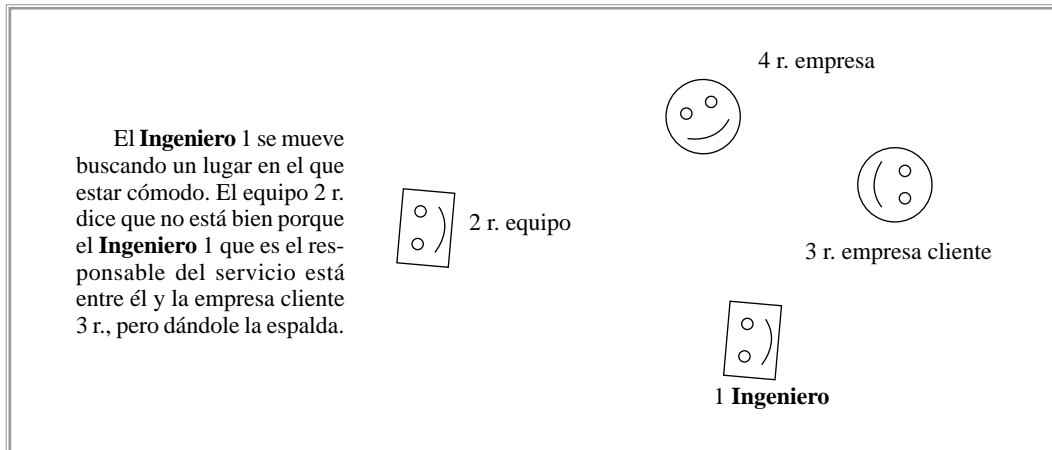 El Ingeniero 1 se mueve
buscando un lugar en el que
estar cómodo. El equipo 2 r.
dice que no está bien porque
el Ingeniero 1 que es el res-
ponsable del servicio está
entre él y la empresa cliente
3 r., pero dándole la espalda.
4 r. empresa
2 r. equipo
3 r. empresa cliente
1 Ingeniero